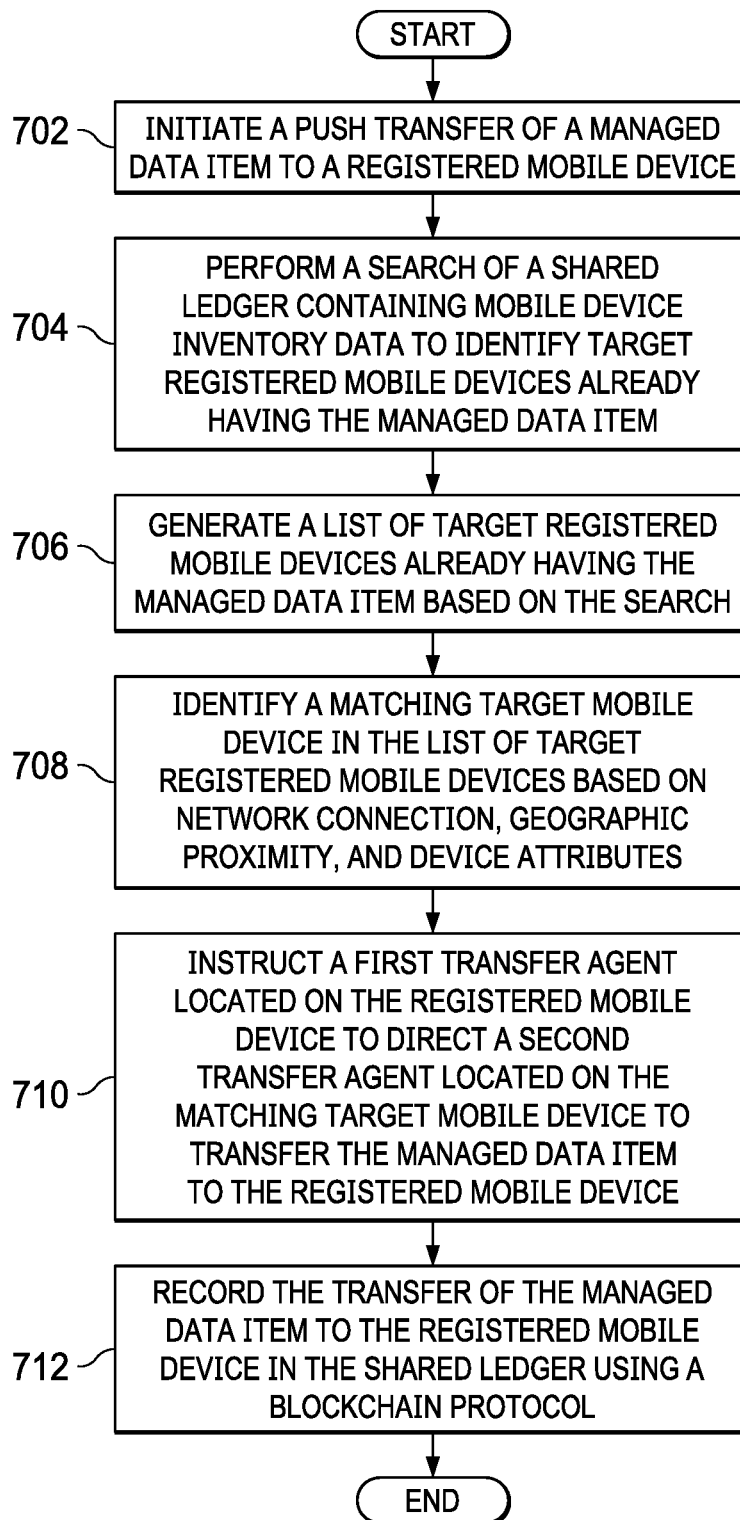 START
702
INITIATE A PUSH TRANSFER OF A MANAGED
DATA ITEM TO A REGISTERED MOBILE DEVICE
704
PERFORM A SEARCH OF A SHARED
LEDGER CONTAINING MOBILE DEVICE
INVENTORY DATA TO IDENTIFY TARGET
REGISTERED MOBILE DEVICES ALREADY
HAVING THE MANAGED DATA ITEM
706
GENERATE A LIST OF TARGET REGISTERED
MOBILE DEVICES ALREADY HAVING THE
MANAGED DATA ITEM BASED ON THE SEARCH
708
IDENTIFY A MATCHING TARGET MOBILE
DEVICE IN THE LIST OF TARGET
REGISTERED MOBILE DEVICES BASED ON
NETWORK CONNECTION, GEOGRAPHIC
PROXIMITY, AND DEVICE ATTRIBUTES
710
INSTRUCT A FIRST TRANSFER AGENT
LOCATED ON THE REGISTERED MOBILE
DEVICE TO DIRECT A SECOND
TRANSFER AGENT LOCATED ON THE
MATCHING TARGET MOBILE DEVICE TO
TRANSFER THE MANAGED DATA ITEM
TO THE REGISTERED MOBILE DEVICE
712
RECORD THE TRANSFER OF THE MANAGED
DATA ITEM TO THE REGISTERED MOBILE
DEVICE IN THE SHARED LEDGER USING A
BLOCKCHAIN PROTOCOL
END